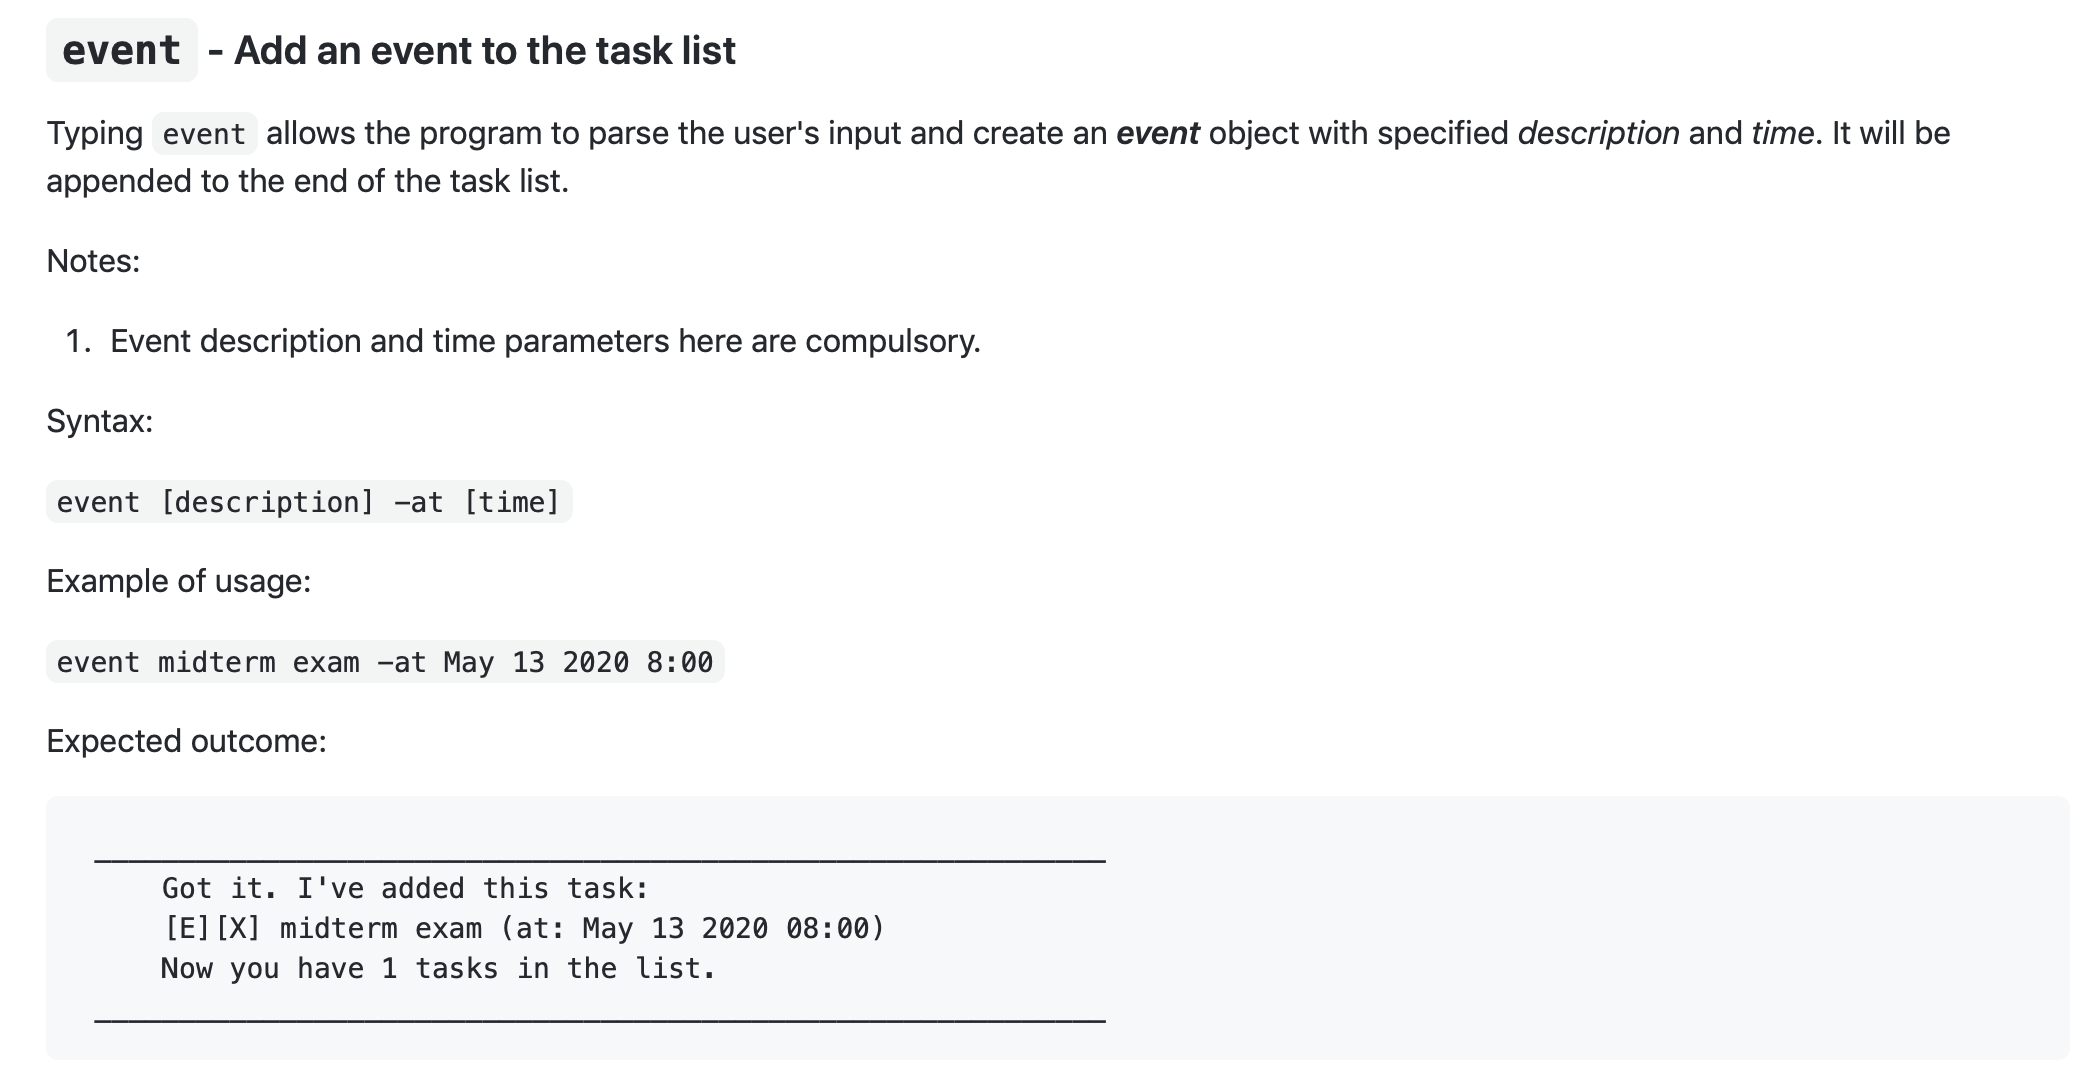 event - Add an event to the task list
Typing event allows the program to parse the user's input and create an event object with specified description and time. It will be
appended to the end of the task list.
Notes:
1. Event description and time parameters here are compulsory.
Syntax:
event [description] -at [time]
Example of usage:
event midterm exam -at May 13 2020 8:00
Expected outcome:
____________________________________________________________
Got it. I've added this task:
[E][X] midterm exam (at: May 13 2020 08:00)
Now you have 1 tasks in the list.
____________________________________________________________